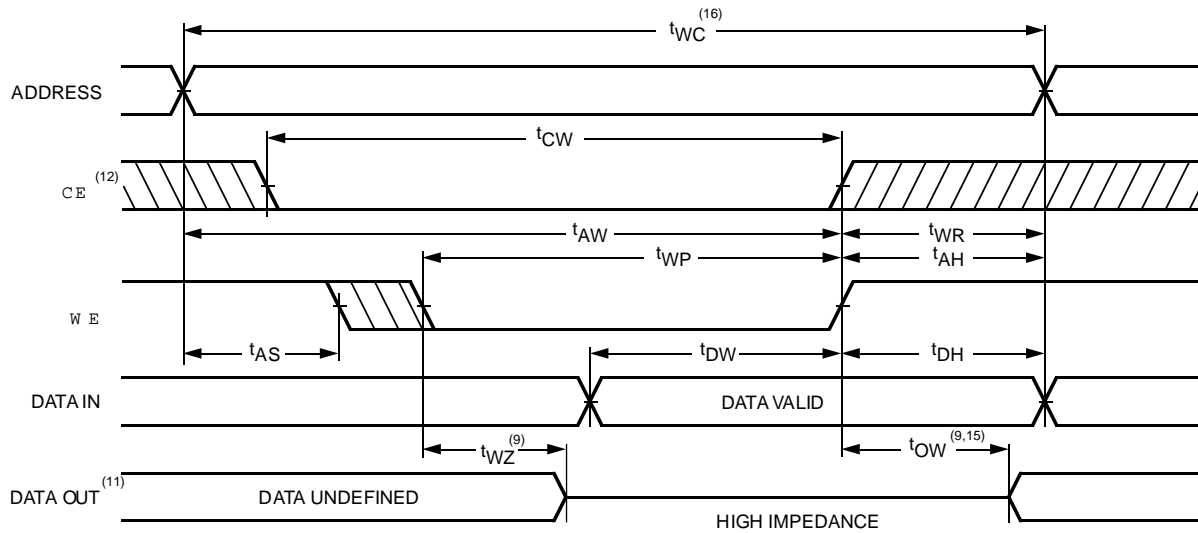 tWC(16)
ADDRESS
tCW
CE (12)
tAW
tWR
tWP
tAH
W E
tAS
tDW
tDH
DATA IN
DATA VALID
tWZ(9)
tOW(9,15)
DATA OUT(11)
DATA UNDEFINED
HIGH IMPEDANCE